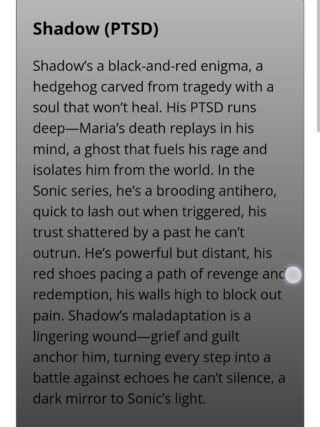 Shadow (PTSD)
Shadow’s a black-and-red enigma, a
hedgehog carved from tragedy with a
soul that won’t heal. His PTSD runs
deep—Maria’s death replays in his
mind, a ghost that fuels his rage and
isolates him from the world. In the
Sonic series, he’s a brooding antihero,
quick to lash out when triggered, his
trust shattered by a past he can’t
outrun. He’s powerful but distant, his
red shoes pacing a path of revenge and
redemption, his walls high to block out
pain. Shadow’s maladaptation is a
lingering wound—grief and guilt
anchor him, turning every step into a
battle against echoes he can’t silence, a
dark mirror to Sonic’s light.